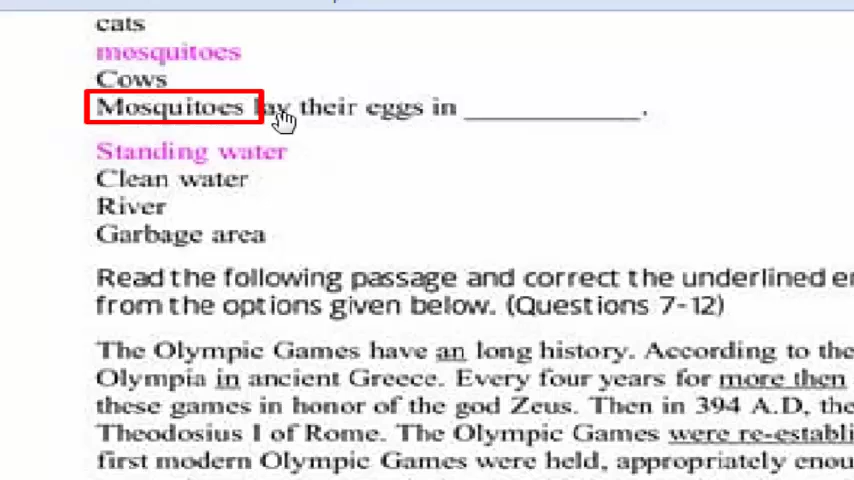 cats
mosquitoes
Cows
Mosquitoes lay their eggs in ____________.
Standing water
Clean water
River
Garbage area
Read the following passage and correct the underlined
from the options given below. (Questions 7-12)
The Olympic Games have an long history. According to the
Olympia in ancient Greece. Every four years for more then
these games in honor of the god Zeus. Then in 394 A.D, the
Theodosius I of Rome. The Olympic Games were re-establi
first modern Olympic Games were held, appropriately enou